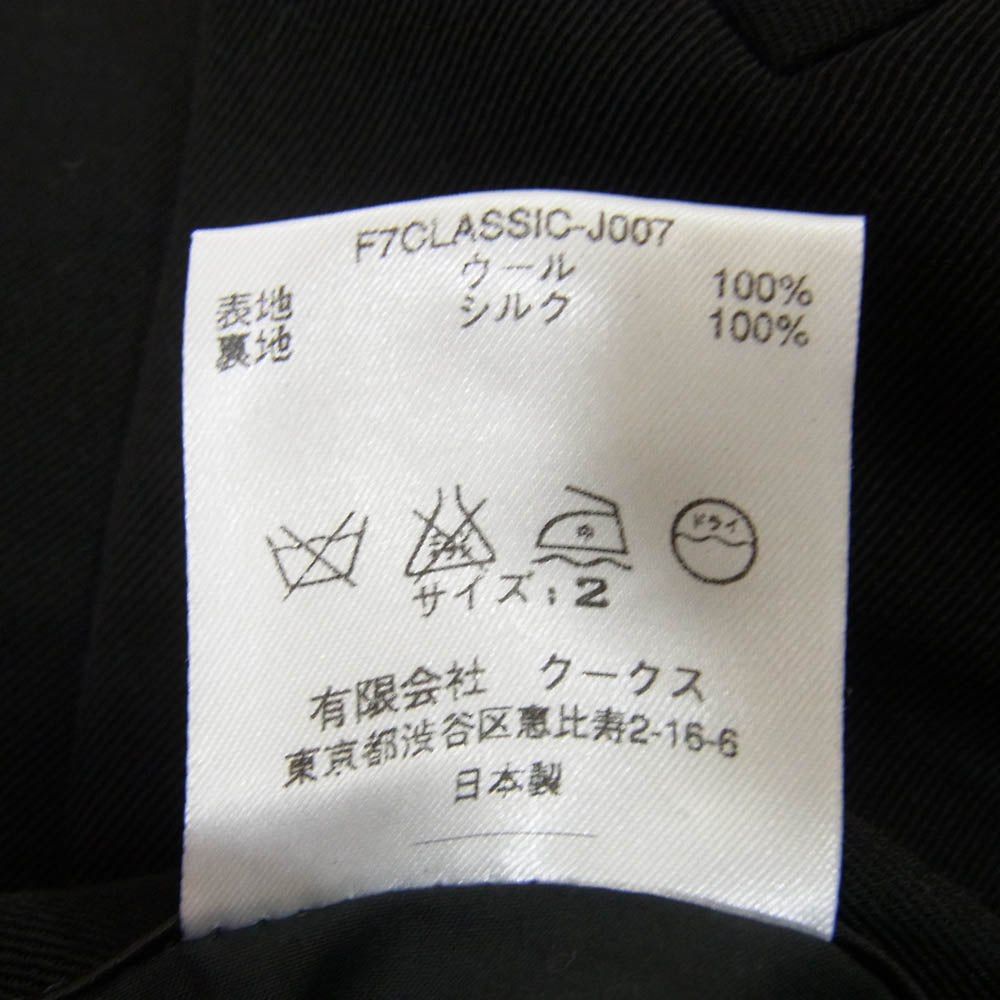 F7CLASSIC-J007
表地 ウール 100%
裏地 シルク 100%
中 ドライ
サイズ:2
有限会社 クークス
東京都渋谷区恵比寿2-16-6
日本製